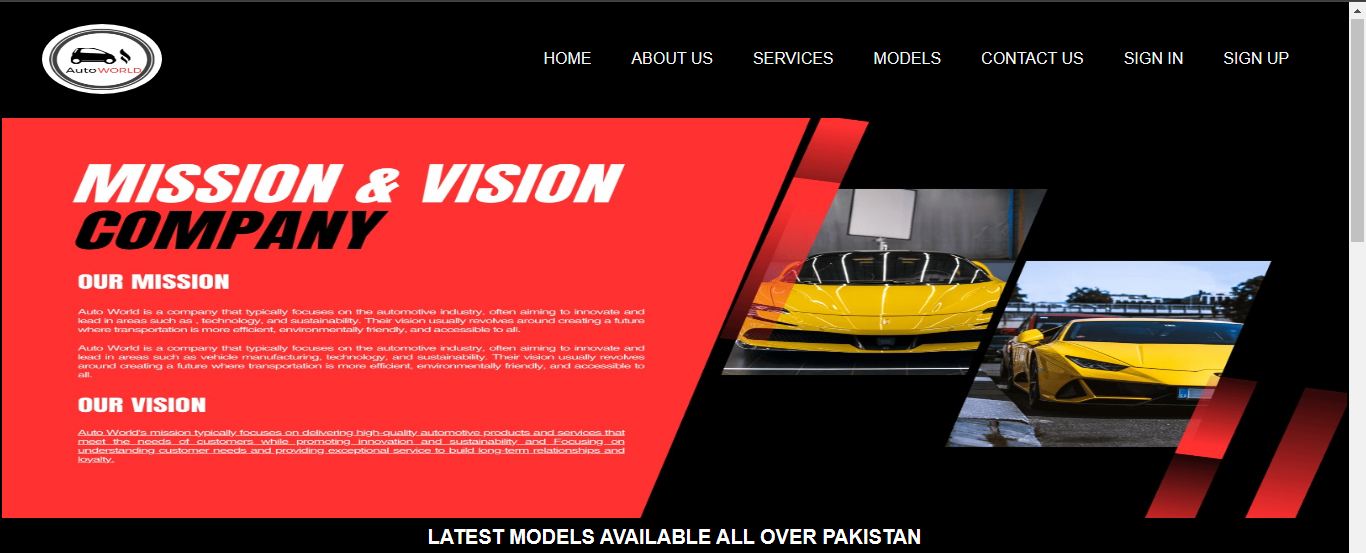 AutoWORLD
HOME ABOUT US SERVICES MODELS CONTACT US SIGN IN SIGN UP
MISSION & VISION
COMPANY
OUR MISSION
Auto World is a company that typically focuses on the automotive industry, often aiming to innovate and
lead in areas such as , technology, and sustainability. Their vision usually revolves around creating a future
where transportation is more efficient, environmentally friendly, and accessible to all.
Auto World is a company that typically focuses on the automotive industry, often aiming to innovate and
lead in areas such as vehicle manufacturing, technology, and sustainability. Their vision usually revolves
around creating a future where transportation is more efficient, environmentally friendly, and accessible to
all.
OUR VISION
Auto World's mission typically focuses on delivering high-quality automotive products and services that
meet the needs of customers while promoting innovation and sustainability and Focusing on
understanding customer needs and providing exceptional service to build long-term relationships and
loyalty.
LATEST MODELS AVAILABLE ALL OVER PAKISTAN